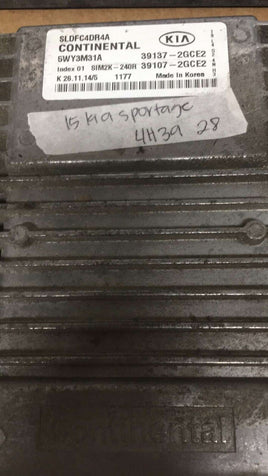 SLDFC4DR4A
KIA
CONTINENTAL
5WY3M31A 39137-2GCE2
Index 01 SIM2K-240R 39107-2GCE2
K 26.11.14/5 1177 Made in Korea
15 Kia sportage
4H39 28
Continental